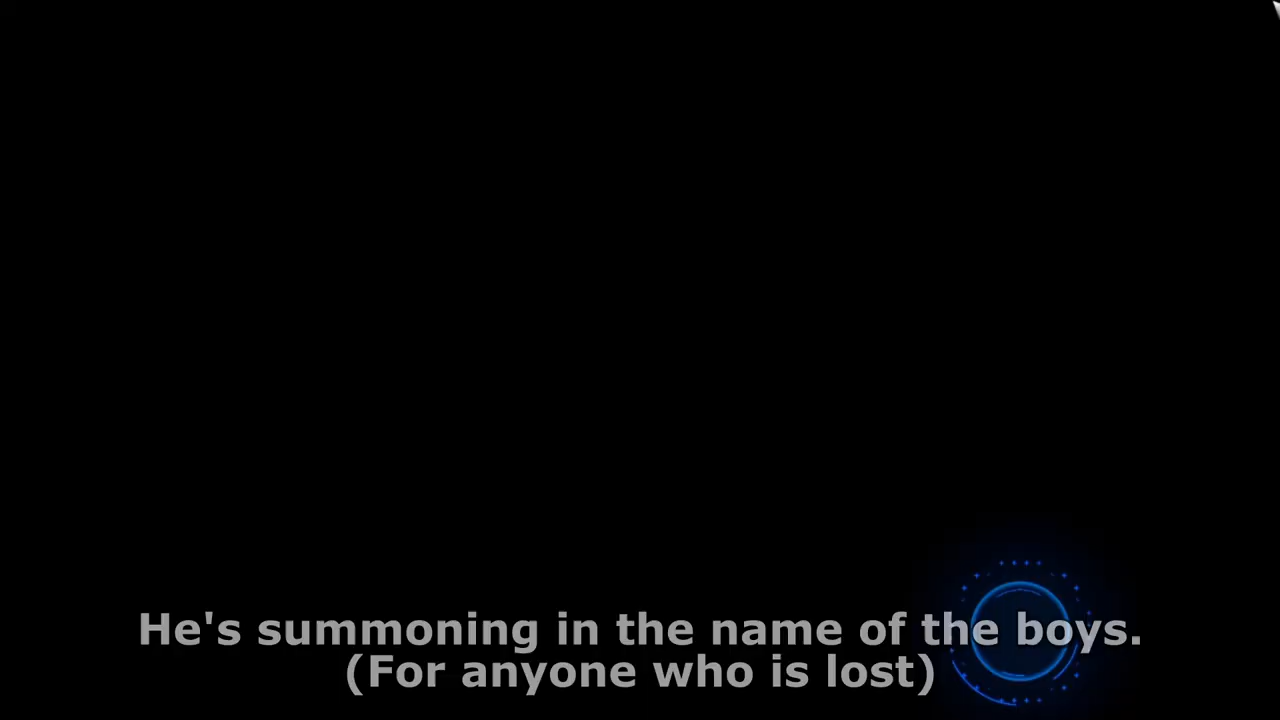 He's summoning in the name of the boys.
(For anyone who is lost)